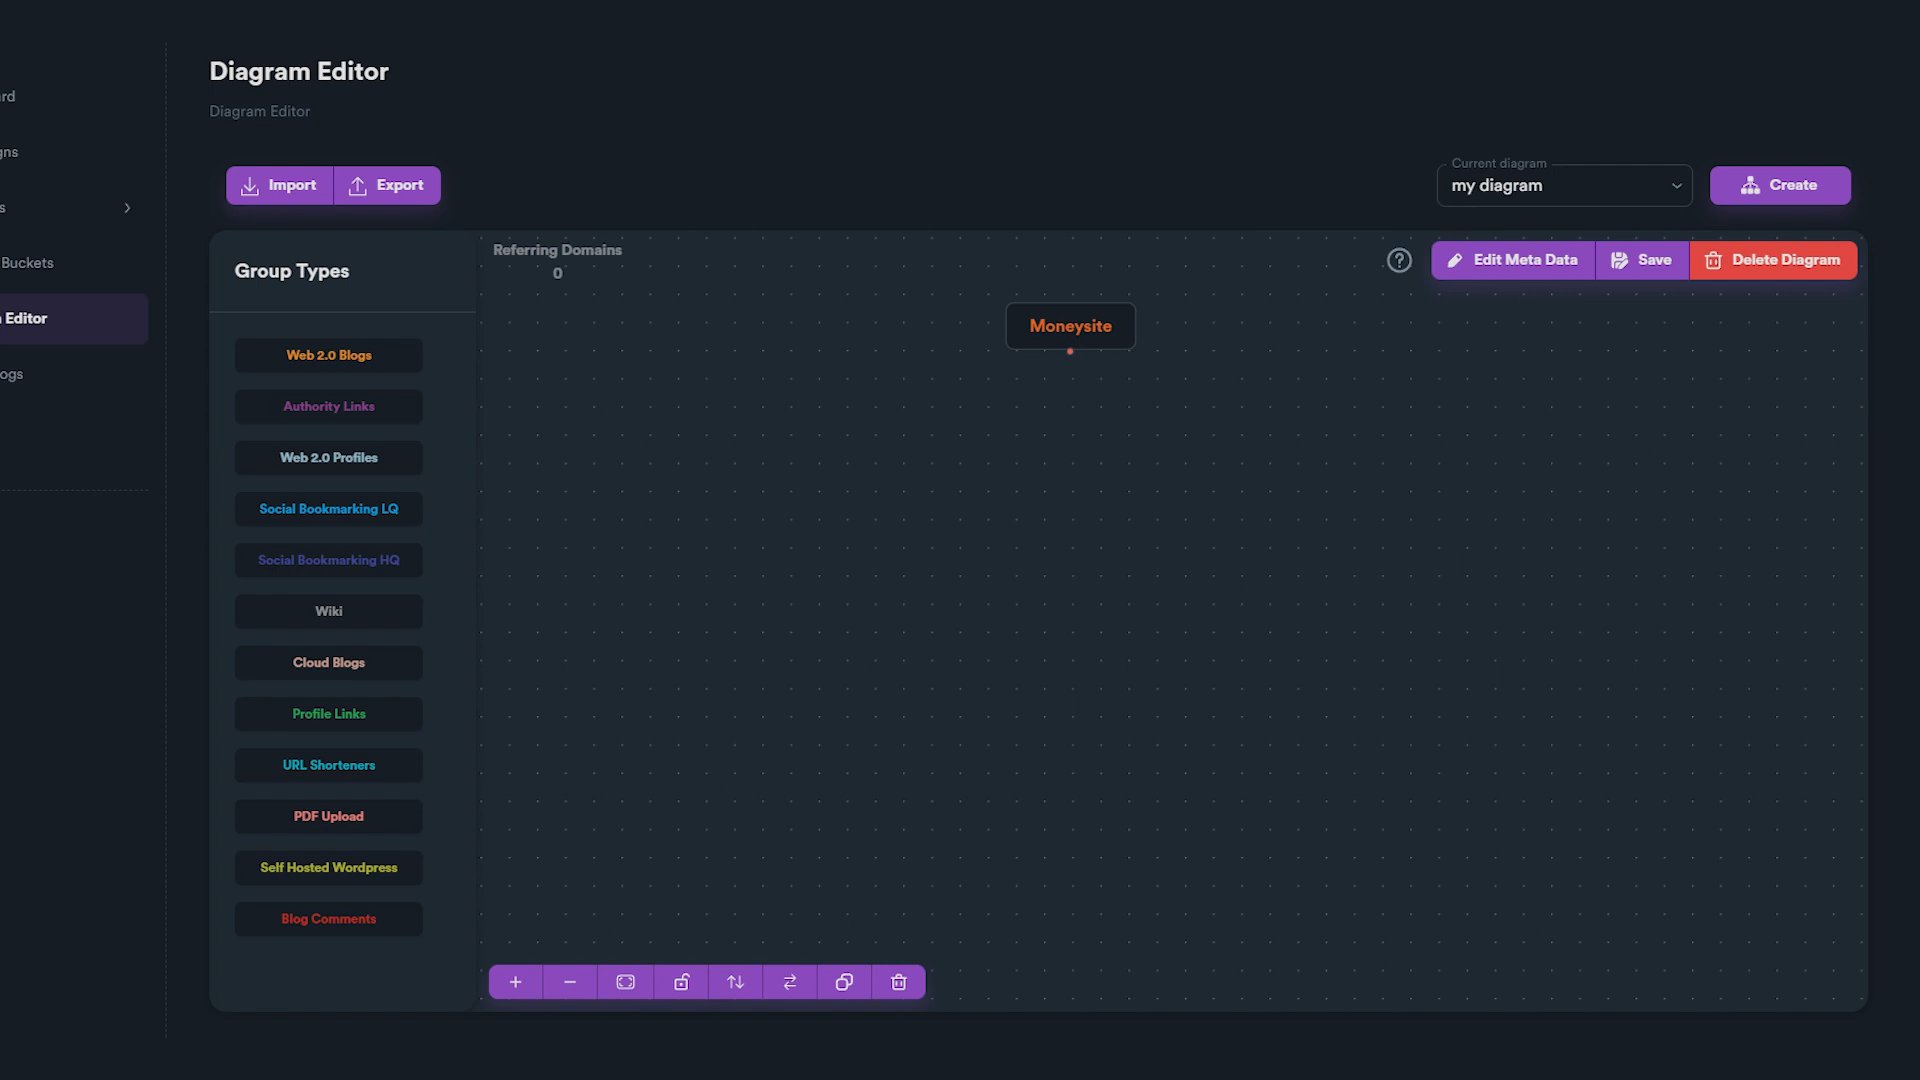 Diagram Editor
Diagram Editor
rd
gns
s
Buckets
Editor
ogs
Import
Export
Current diagram
my diagram
Create
Group Types
Web 2.0 Blogs
Authority Links
Web 2.0 Profiles
Social Bookmarking LQ
Social Bookmarking HQ
Wiki
Cloud Blogs
Profile Links
URL Shorteners
PDF Upload
Self Hosted Wordpress
Blog Comments
Referring Domains
0
?
Edit Meta Data
Save
Delete Diagram
Moneysite